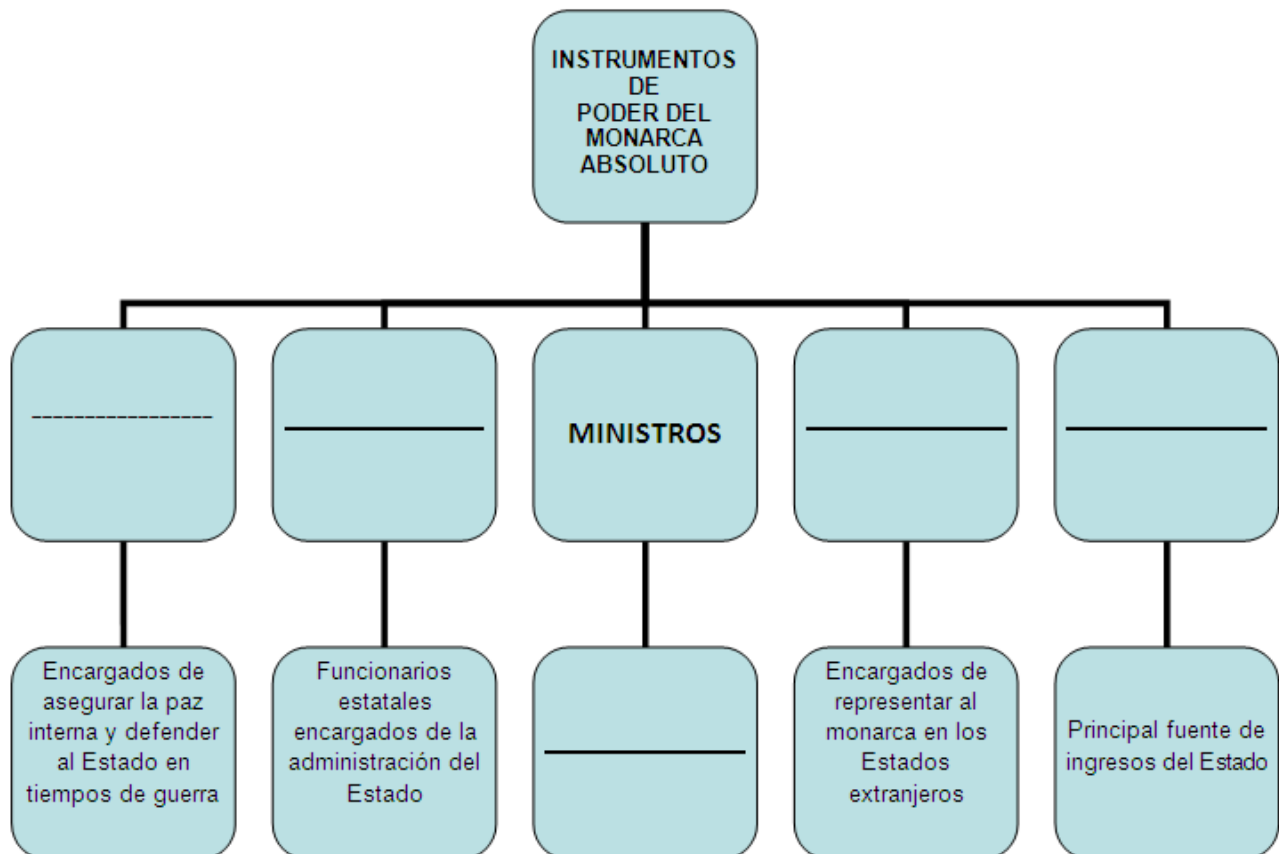 INSTRUMENTOS
DE
PODER DEL
MONARCA
ABSOLUTO
_________________
MINISTROS
Encargados de
asegurar la paz
interna y defender
al Estado en
tiempos de guerra
Funcionarios
estatales
encargados de la
administración del
Estado
Encargados de
representar al
monarca en los
Estados
extranjeros
Principal fuente de
ingresos del Estado